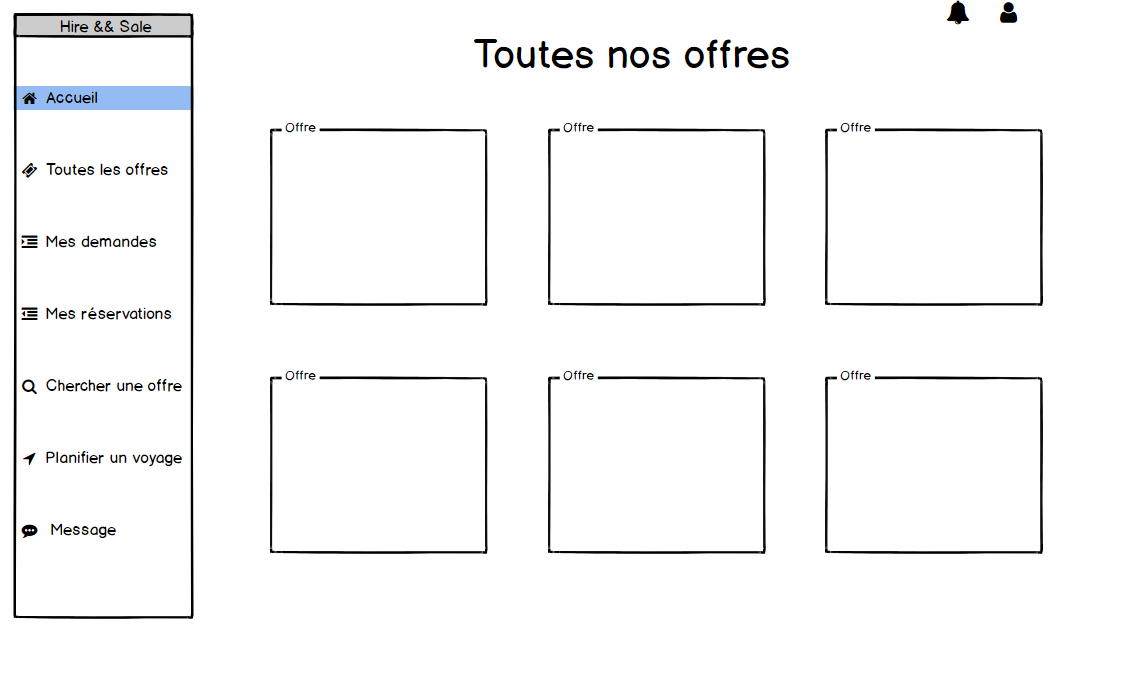 Hire && Sale
Accueil
Toutes les offres
Mes demandes
Mes réservations
Chercher une offre
Planifier un voyage
Message
Toutes nos offres
Offre
Offre
Offre
Offre
Offre
Offre